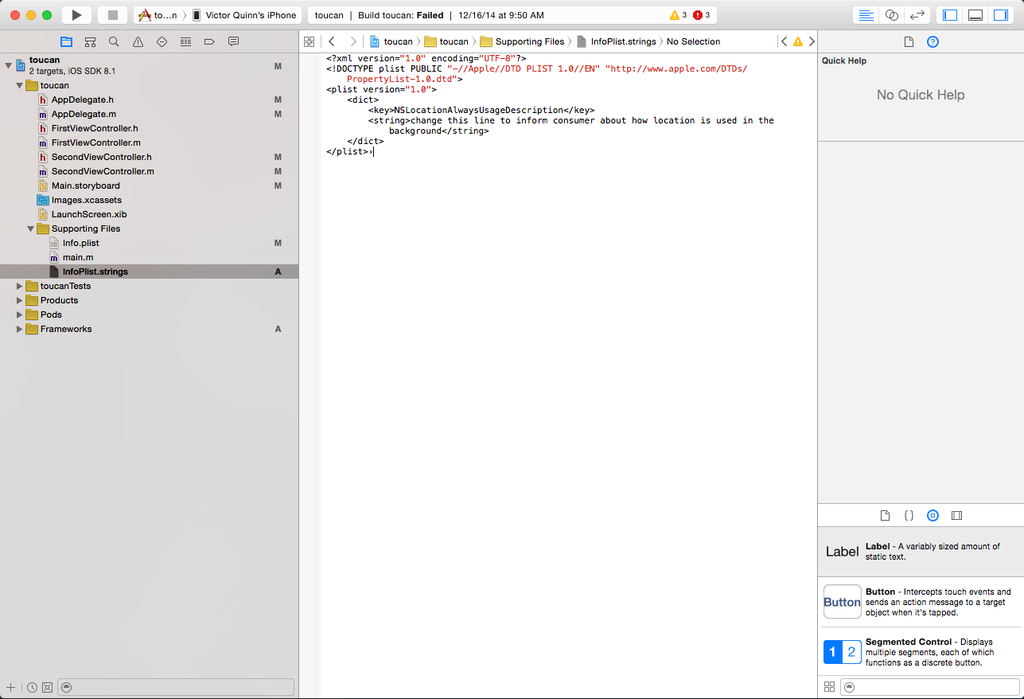 to...n Victor Quinn's iPhone toucan | Build toucan: Failed | 12/16/14 at 9:50 AM 3 3
toucan toucan Supporting Files InfoPlist.strings No Selection
toucan
2 targets, iOS SDK 8.1 M
toucan
AppDelegate.h M
AppDelegate.m M
FirstViewController.h
FirstViewController.m
SecondViewController.h M
SecondViewController.m M
Main.storyboard M
Images.xcassets
LaunchScreen.xib
Supporting Files
Info.plist M
main.m
InfoPlist.strings A
toucanTests
Products
Pods
Frameworks A
<?xml version="1.0" encoding="UTF-8"?>
<!DOCTYPE plist PUBLIC "-//Apple//DTD PLIST 1.0//EN" "http://www.apple.com/DTDs/
PropertyList-1.0.dtd">
<plist version="1.0">
<dict>
<key>NSLocationAlwaysUsageDescription</key>
<string>change this line to inform consumer about how location is used in the
background</string>
</dict>
</plist>
Quick Help
No Quick Help
Label
Label - A variably sized amount of
static text.
Button
Button - Intercepts touch events and
sends an action message to a target
object when it's tapped.
1 2
Segmented Control - Displays
multiple segments, each of which
functions as a discrete button.